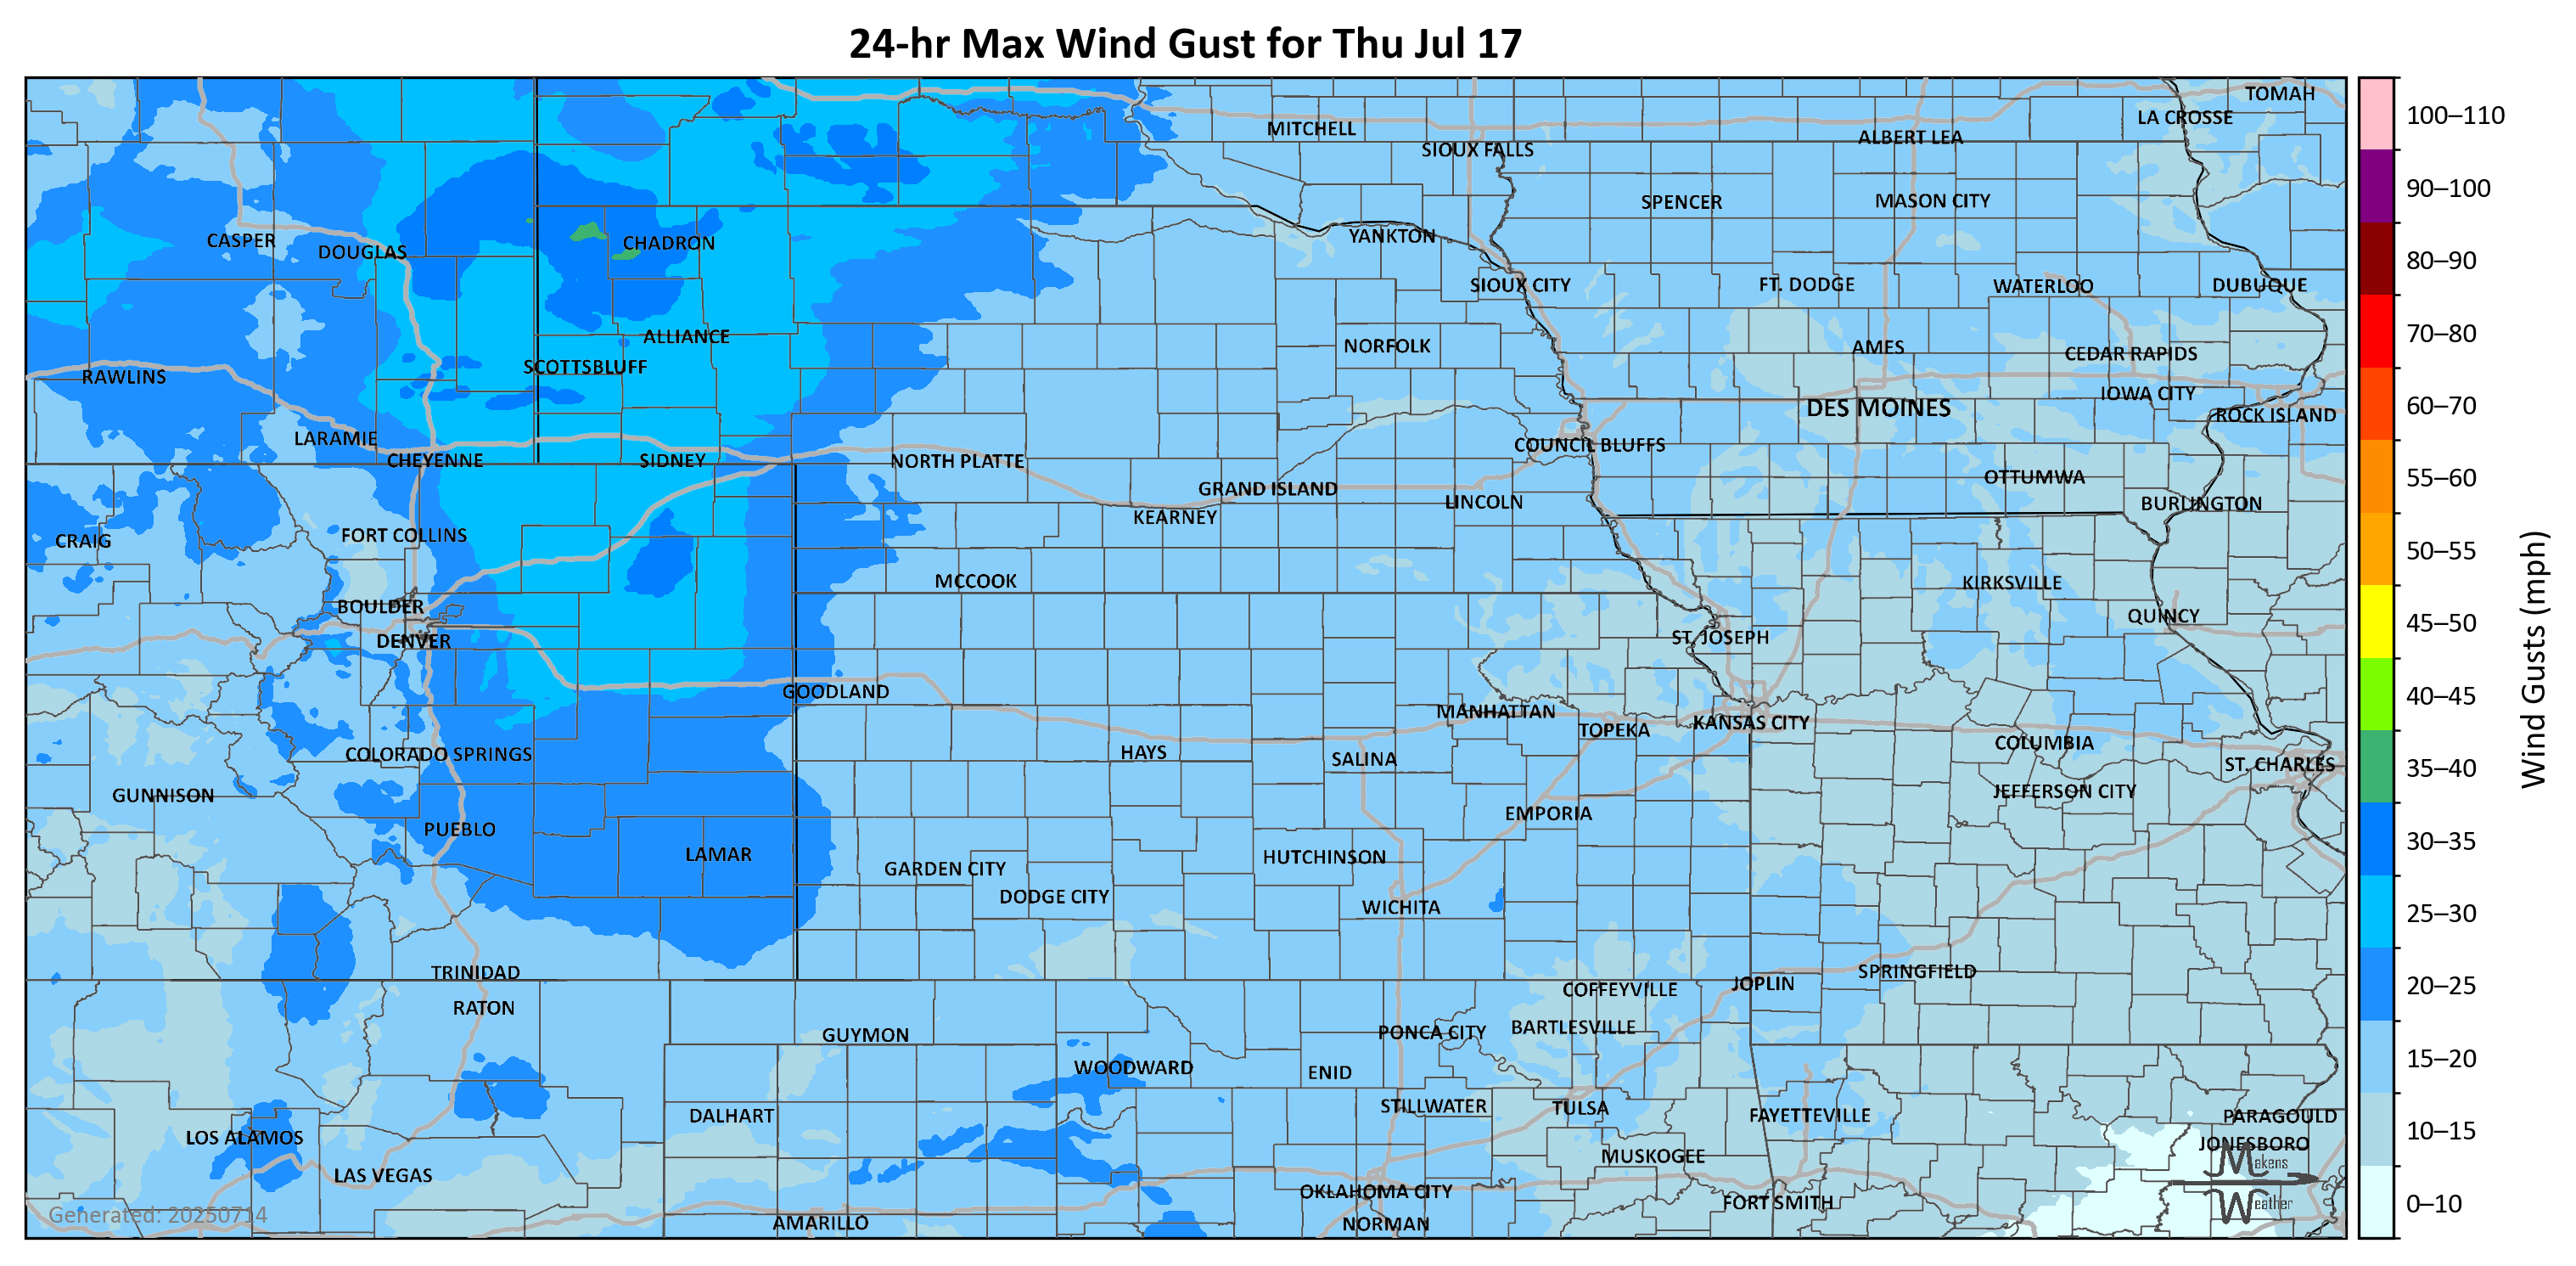 24-hr Max Wind Gust for Thu Jul 17
TOMAH
LA CROSSE
MITCHELL
ALBERT LEA
SIOUX FALLS
SPENCER
MASON CITY
CASPER
DOUGLAS
CHADRON
YANKTON
SIOUX CITY
FT. DODGE
WATERLOO
DUBUQUE
ALLIANCE
NORFOLK
AMES
CEDAR RAPIDS
SCOTTSBLUFF
RAWLINS
IOWA CITY
DES MOINES
ROCK ISLAND
LARAMIE
COUNCIL BLUFFS
CHEYENNE
SIDNEY
NORTH PLATTE
OTTUMWA
GRAND ISLAND
LINCOLN
BURLINGTON
KEARNEY
FORT COLLINS
CRAIG
MCCOOK
KIRKSVILLE
BOULDER
QUINCY
DENVER
ST. JOSEPH
GOODLAND
MANHATTAN
TOPEKA
KANSAS CITY
COLUMBIA
COLORADO SPRINGS
HAYS
SALINA
ST. CHARLES
GUNNISON
JEFFERSON CITY
EMPORIA
PUEBLO
LAMAR
HUTCHINSON
GARDEN CITY
DODGE CITY
WICHITA
TRINIDAD
SPRINGFIELD
JOPLIN
COFFEYVILLE
RATON
BARTLESVILLE
PONCA CITY
GUYMON
WOODWARD
ENID
STILLWATER
TULSA
DALHART
FAYETTEVILLE
PARAGOULD
LOS ALAMOS
JONESBORO
MUSKOGEE
LAS VEGAS
OKLAHOMA CITY
FORT SMITH
AMARILLO
NORMAN
Generated: 20250714
Makens
Weather
100–110
90–100
80–90
70–80
60–70
55–60
50–55
45–50
40–45
35–40
30–35
25–30
20–25
15–20
10–15
0–10
Wind Gusts (mph)